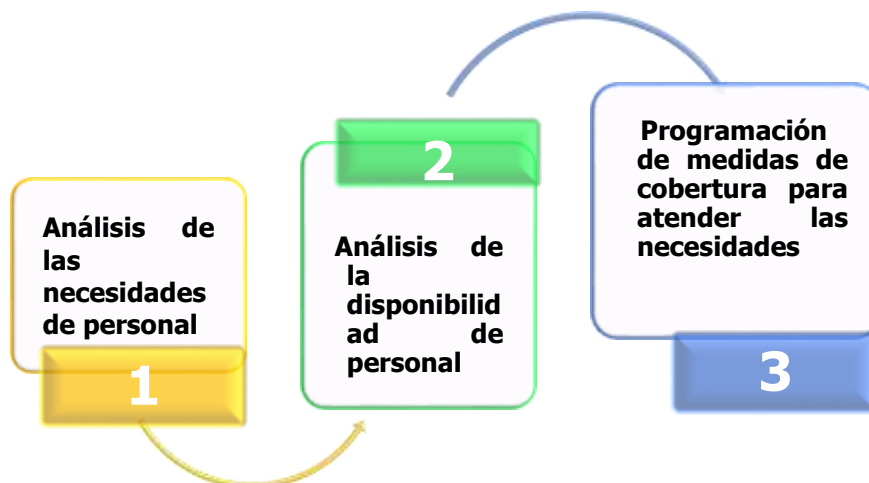 Análisis de
las
necesidades
de personal
1
2
Análisis de
la
disponibilid
ad de
personal
Programación
de medidas de
cobertura para
atender las
necesidades
3